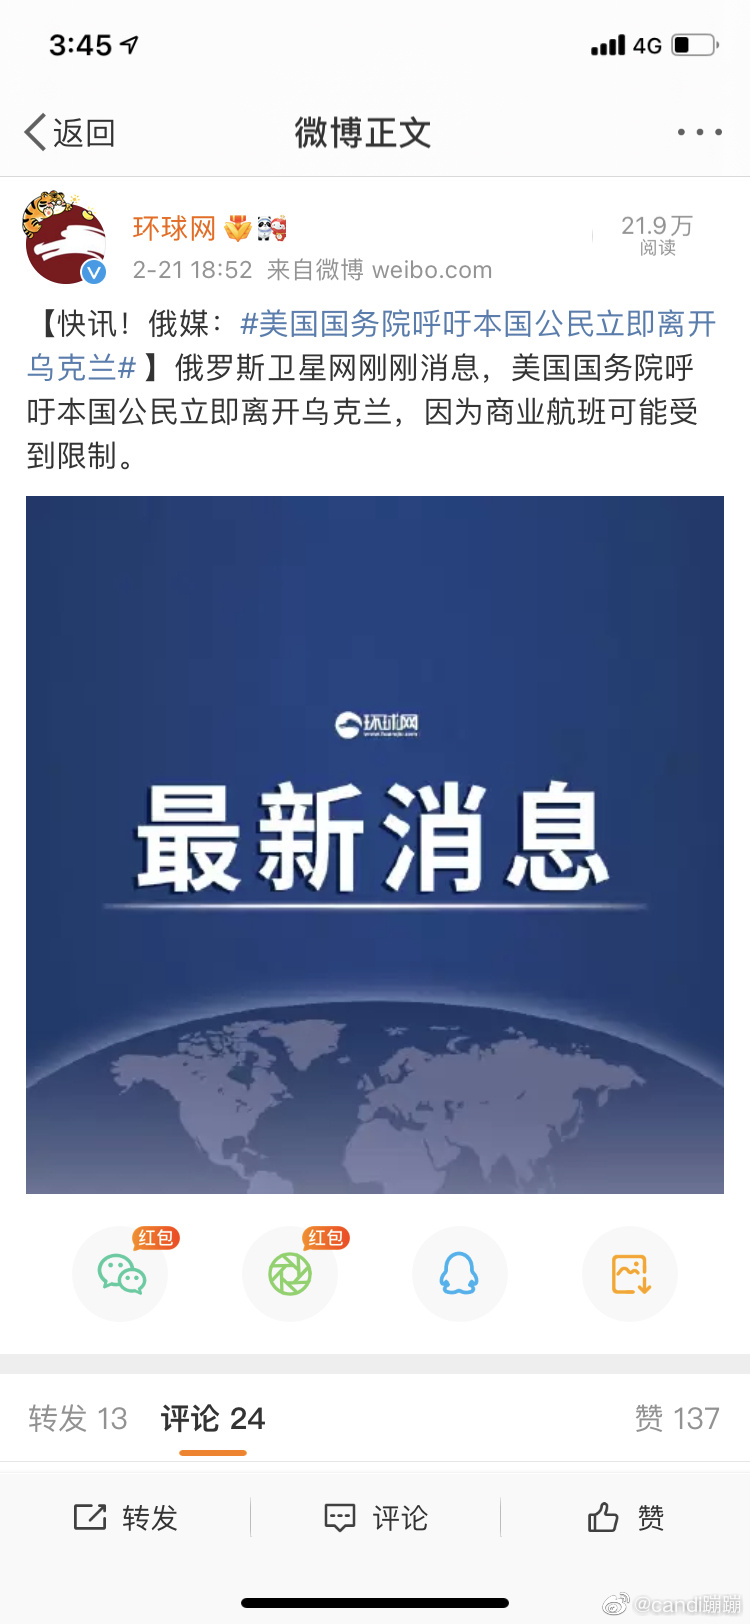 3:45
4G
返回
微博正文
环球网
21.9万
阅读
2-21 18:52 来自微博 weibo.com
【快讯！俄媒：#美国国务院呼吁本国公民立即离开
乌克兰#】俄罗斯卫星网刚刚消息，美国国务院呼
吁本国公民立即离开乌克兰，因为商业航班可能受
到限制。
环球网
www.huanqiu.com
最新消息
红包
红包
转发 13
评论 24
赞 137
转发
评论
赞
@candl蹦蹦